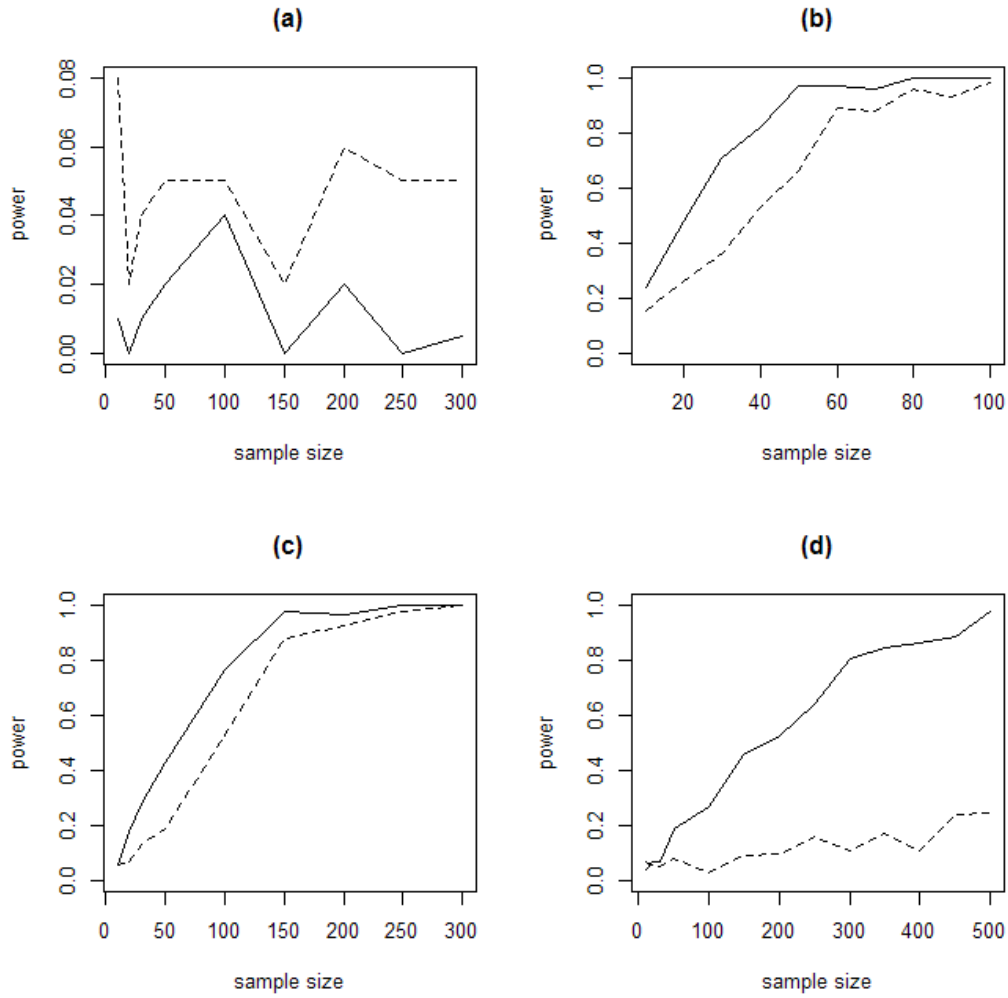 (a)
power
0.00 0.02 0.04 0.06 0.08
0 50 100 150 200 250 300
sample size
(b)
power
0.0 0.2 0.4 0.6 0.8 1.0
20 40 60 80 100
sample size
(c)
power
0.0 0.2 0.4 0.6 0.8 1.0
0 50 100 150 200 250 300
sample size
(d)
power
0.0 0.2 0.4 0.6 0.8 1.0
0 100 200 300 400 500
sample size